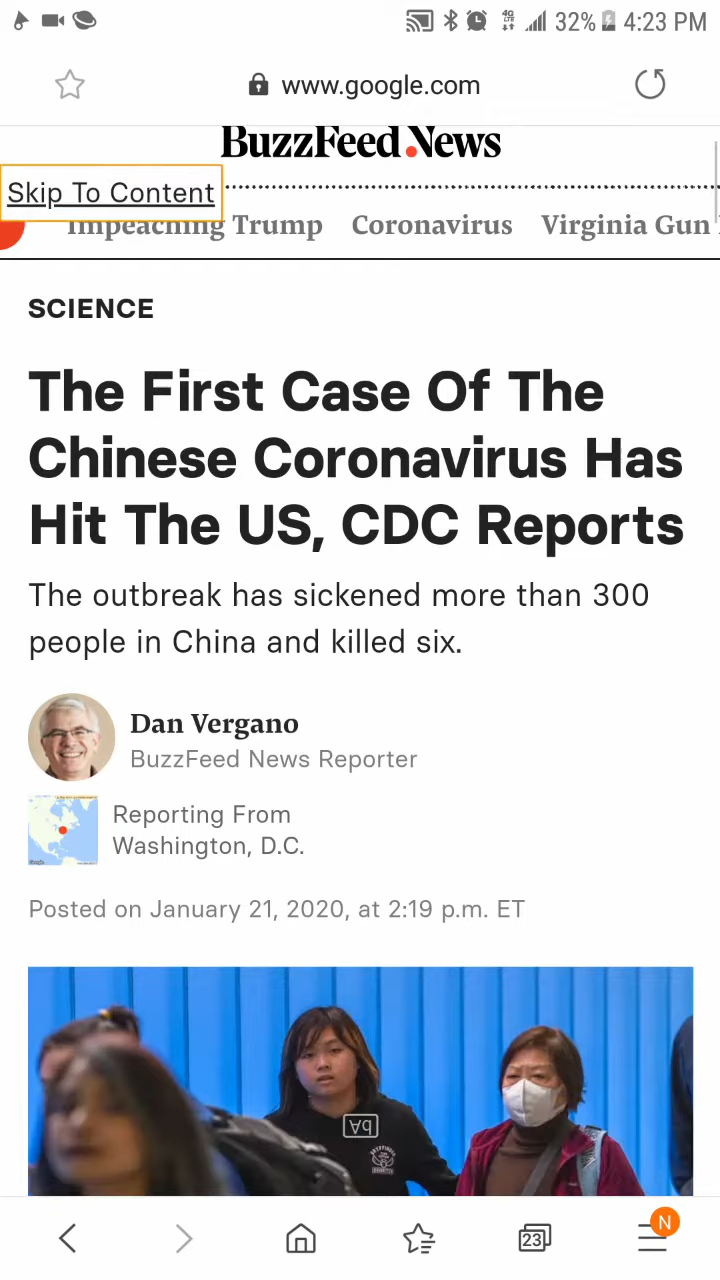 4G
LTE
32%
4:23 PM
www.google.com
BuzzFeed News
Skip To Content
Impeaching Trump Coronavirus Virginia Gun
SCIENCE
The First Case Of The
Chinese Coronavirus Has
Hit The US, CDC Reports
The outbreak has sickened more than 300
people in China and killed six.
Dan Vergano
BuzzFeed News Reporter
Reporting From
Washington, D.C.
Posted on January 21, 2020, at 2:19 p.m. ET
23
N